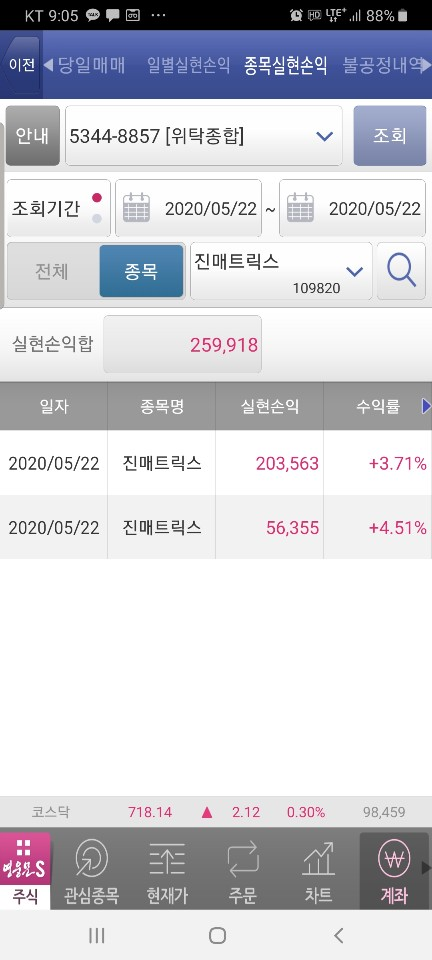 KT 9:05 TALK ··· HD LTE+ 88%
이전 당일매매 일별실현손익 종목실현손익 불공정내역
안내 5344-8857 [위탁종합] 조회
조회기간 2020/05/22 ~ 2020/05/22
전체 종목 진매트릭스 109820
실현손익합 259,918
일자 종목명 실현손익 수익률
2020/05/22 진매트릭스 203,563 +3.71%
2020/05/22 진매트릭스 56,355 +4.51%
코스닥 718.14 ▲ 2.12 0.30% 98,459
영웅문S
주식 관심종목 현재가 주문 차트 계좌